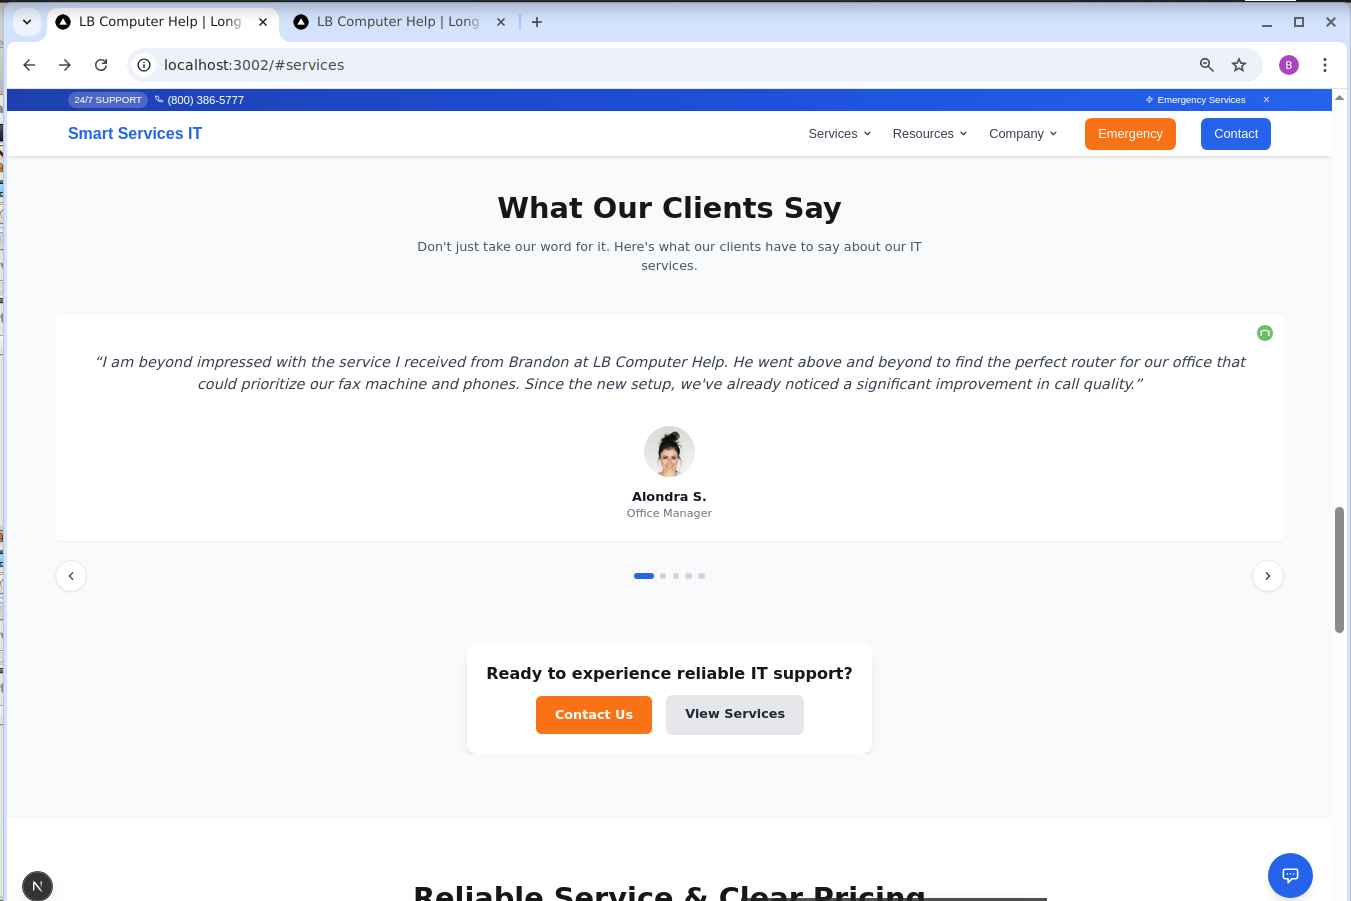 LB Computer Help | Long
LB Computer Help | Long
localhost:3002/#services
B
24/7 SUPPORT
(800) 386-5777
Emergency Services
Smart Services IT
Services
Resources
Company
Emergency
Contact
What Our Clients Say
Don't just take our word for it. Here's what our clients have to say about our IT
services.
“I am beyond impressed with the service I received from Brandon at LB Computer Help. He went above and beyond to find the perfect router for our office that
could prioritize our fax machine and phones. Since the new setup, we've already noticed a significant improvement in call quality.”
Alondra S.
Office Manager
Ready to experience reliable IT support?
Contact Us
View Services
Reliable Service & Clear Pricing
N